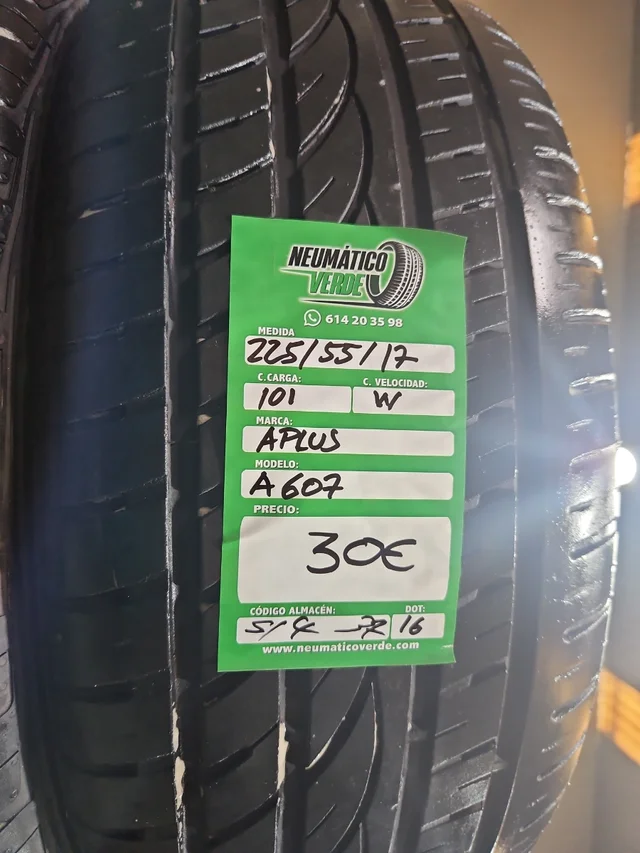 NEUMÁTICO
VERDE
614 20 35 98
MEDIDA
225/55/17
C.CARGA: C. VELOCIDAD:
101 W
MARCA:
APLUS
MODELO:
A607
PRECIO:
30€
CÓDIGO ALMACÉN: DOT:
16
www.neumaticoverde.com